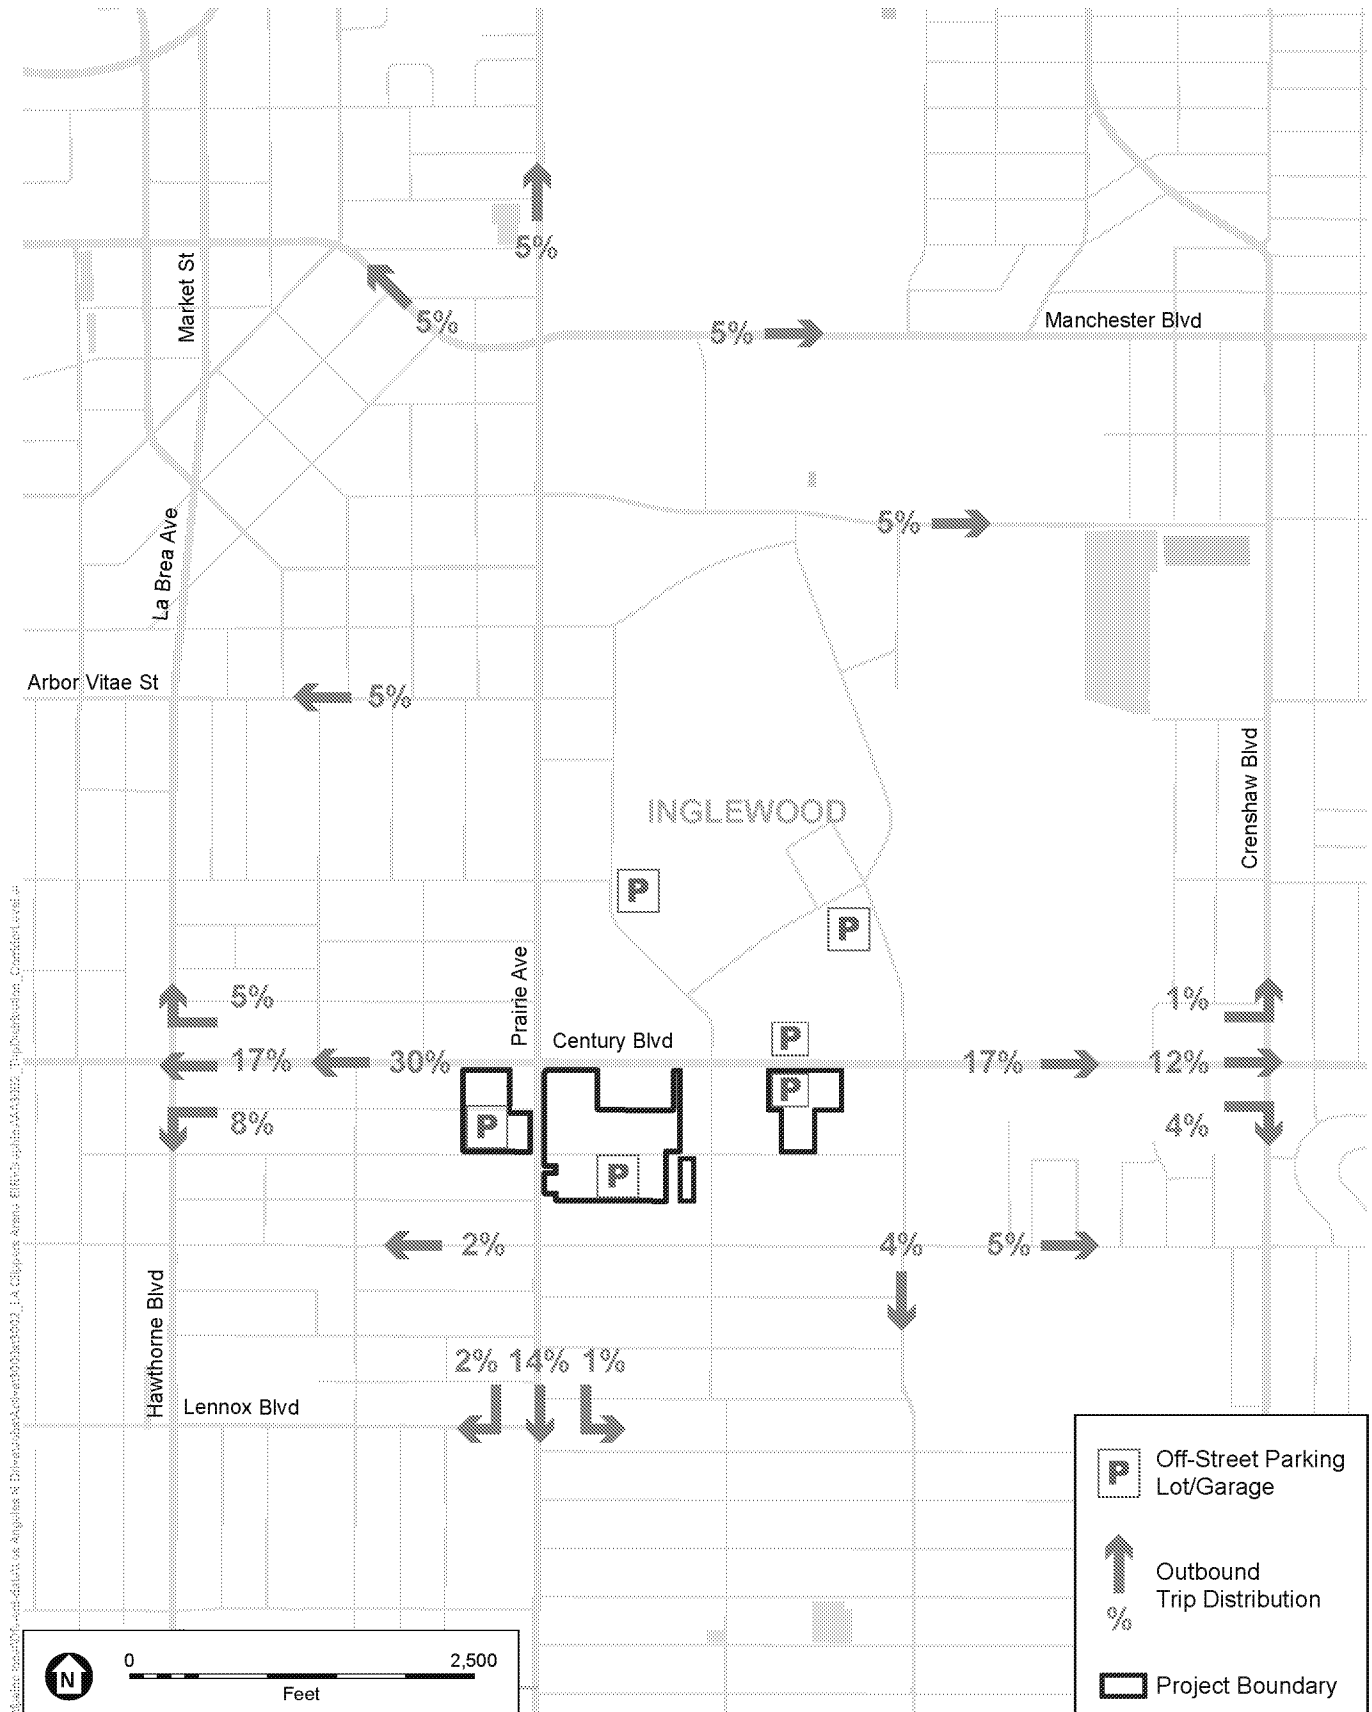 5%
Market St
5%
5%
Manchester Blvd
La Brea Ave
5%
Arbor Vitae St
5%
Crenshaw Blvd
INGLEWOOD
P
P
Prairie Ave
5%
1%
Century Blvd
P
17%
30%
17%
12%
P
8%
P
4%
P
2%
4%
5%
Hawthorne Blvd
2% 14% 1%
Lennox Blvd
P
Off-Street Parking
Lot/Garage
Outbound
Trip Distribution
%
Project Boundary
N
0
2,500
Feet